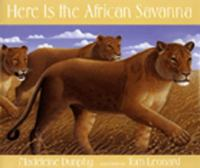 Here Is the African Savanna
Madeleine Dunphy
Tom Leonard